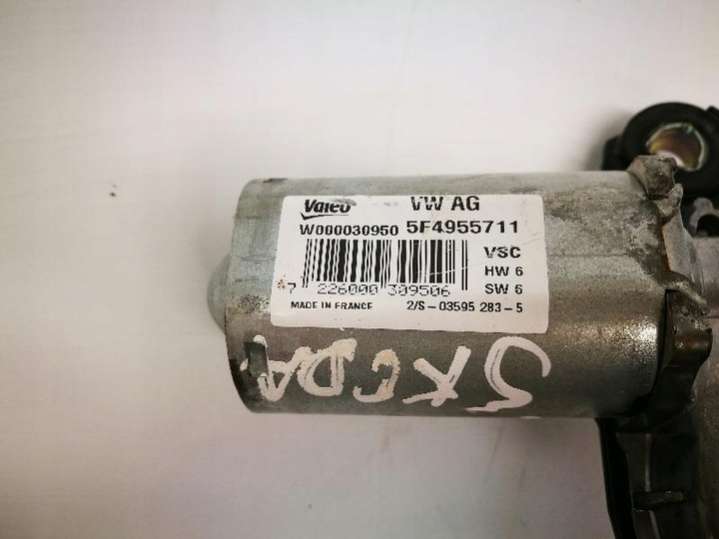 Valeo VW AG
W000030950 5F4955711
VSC
HW 6
SW 6
7 226000 309506
MADE IN FRANCE 2/S-03595 283-5
SKODA